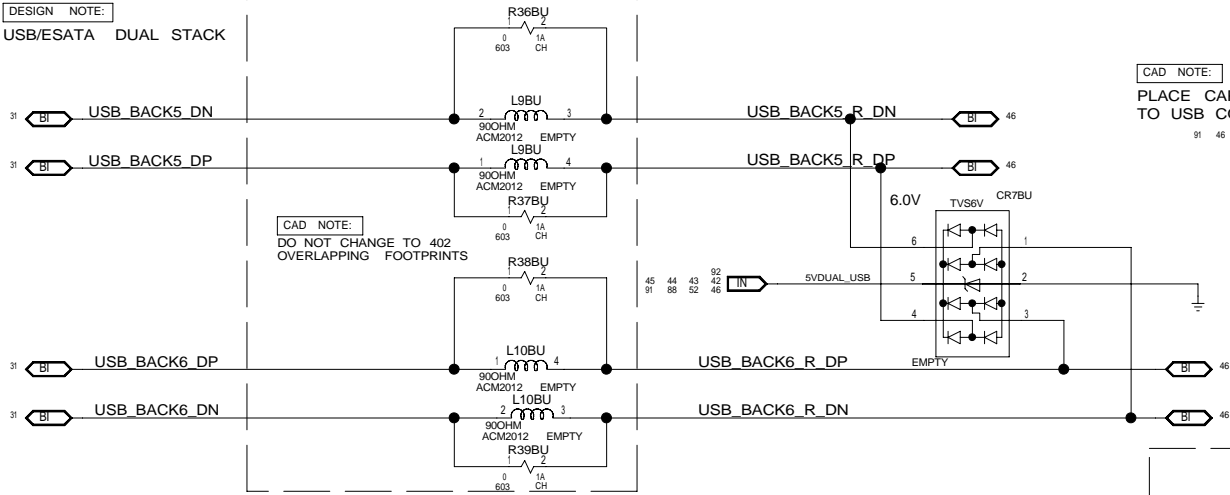 DESIGN NOTE:
USB/ESATA DUAL STACK
R36BU
1 2
0 1A
603 CH
CAD NOTE:
PLACE CA
TO USB CO
91 46
31 BI USB_BACK5_DN
L9BU
2 3
90OHM
ACM2012 EMPTY
USB_BACK5_R_DN BI 46
31 BI USB_BACK5_DP
L9BU
1 4
90OHM
ACM2012 EMPTY
USB_BACK5_R_DP BI 46
R37BU
1 2
0 1A
603 CH
6.0V TVS6V CR7BU
6 1
5 2
4 3
EMPTY
CAD NOTE:
DO NOT CHANGE TO 402
OVERLAPPING FOOTPRINTS
R38BU
1 2
0 1A
603 CH
92
45 44 43 42
91 88 52 46
IN 5VDUAL_USB
31 BI USB_BACK6_DP
L10BU
1 4
90OHM
ACM2012 EMPTY
USB_BACK6_R_DP BI 46
31 BI USB_BACK6_DN
L10BU
2 3
90OHM
ACM2012 EMPTY
USB_BACK6_R_DN BI 46
R39BU
1 2
0 1A
603 CH